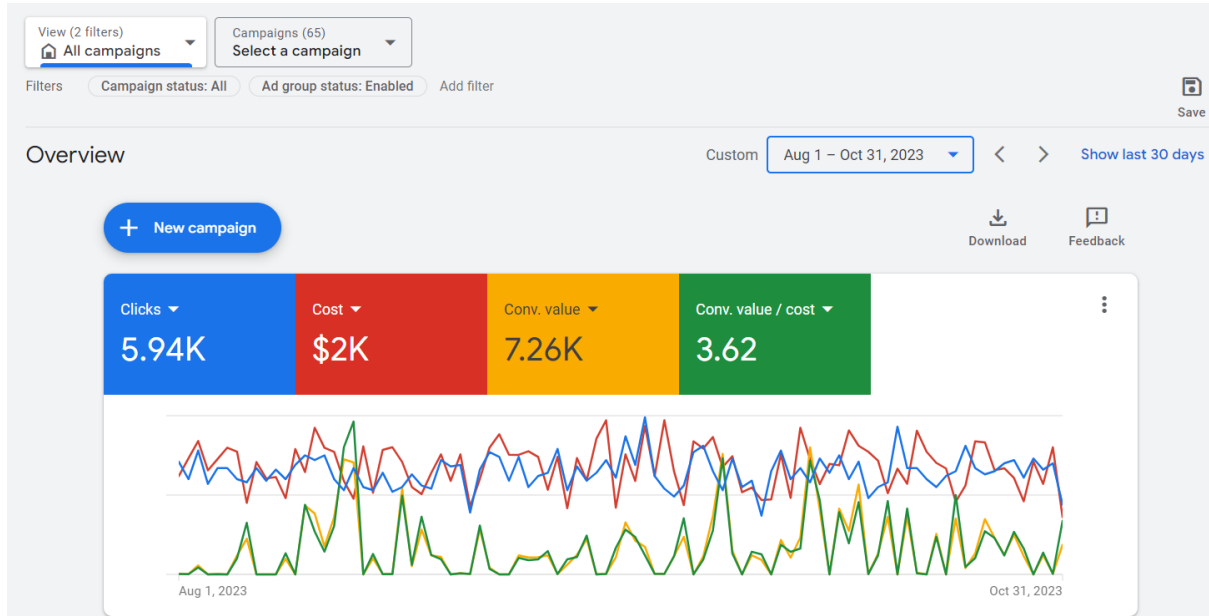 View (2 filters)
All campaigns
Campaigns (65)
Select a campaign
Filters
Campaign status: All
Ad group status: Enabled
Add filter
Save
Overview
Custom
Aug 1 – Oct 31, 2023
Show last 30 days
New campaign
Download
Feedback
Clicks
5.94K
Cost
$2K
Conv. value
7.26K
Conv. value / cost
3.62
Aug 1, 2023
Oct 31, 2023